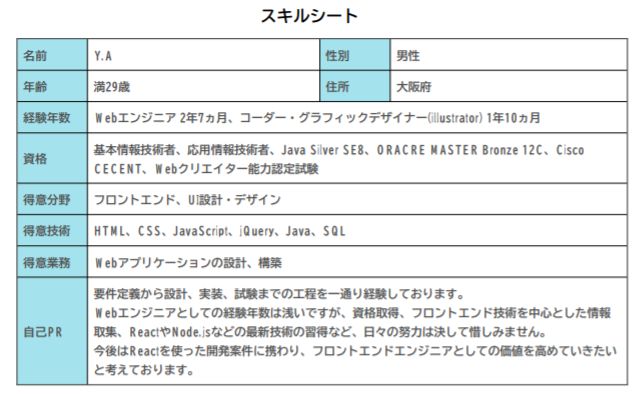 スキルシート
名前 Y.A 性別 男性
年齢 満29歳 住所 大阪府
経験年数 Webエンジニア 2年7ヵ月、コーダー・グラフィックデザイナー(illustrator) 1年10ヵ月
資格 基本情報技術者、応用情報技術者、Java Silver SE8、ORACRE MASTER Bronze 12C、Cisco
CECENT、Webクリエイター能力認定試験
得意分野 フロントエンド、UI設計・デザイン
得意技術 HTML、CSS、JavaScript、jQuery、Java、SQL
得意業務 Webアプリケーションの設計、構築
自己PR
要件定義から設計、実装、試験までの工程を一通り経験しております。
Webエンジニアとしての経験年数は浅いですが、資格取得、フロントエンド技術を中心とした情報
取集、ReactやNode.jsなどの最新技術の習得など、日々の努力は決して惜しみません。
今後はReactを使った開発案件に携わり、フロントエンドエンジニアとしての価値を高めていきたい
と考えております。